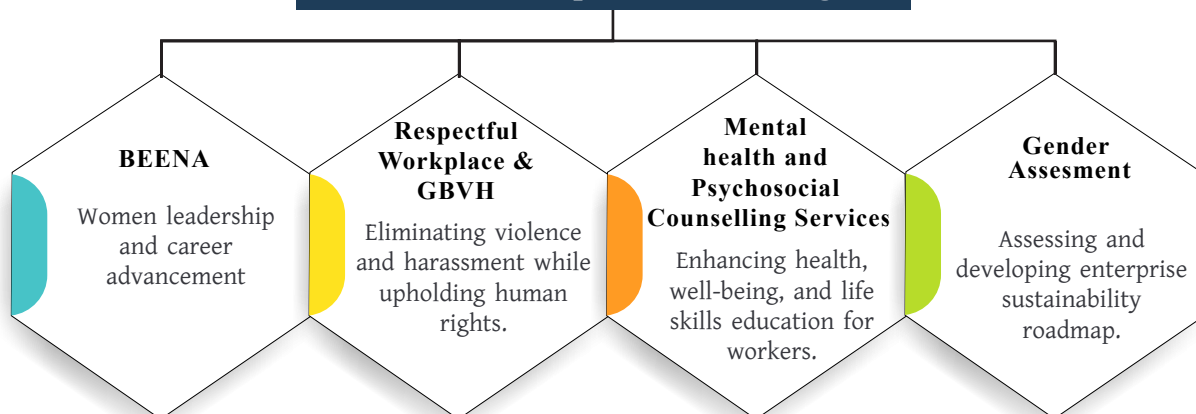 BEENA
Women leadership
and career
advancement
Respectful
Workplace &
GBVH
Eliminating violence
and harassment while
upholding human
rights.
Mental
health and
Psychosocial
Counselling Services
Enhancing health,
well-being, and life
skills education for
workers.
Gender
Assesment
Assessing and
developing enterprise
sustainability
roadmap.